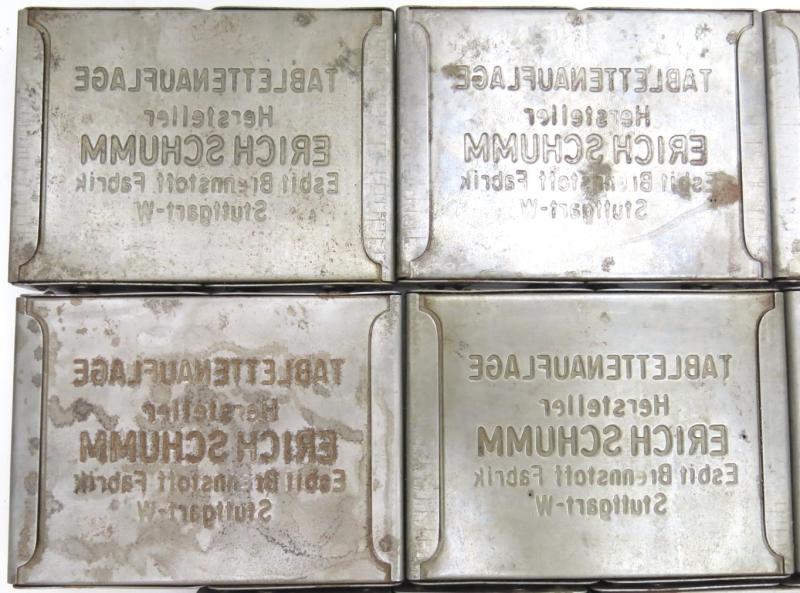 TABLETTENAUFLAGE
Hersteller
ERICH SCHUMM
Esbit Brennstoff Fabrik
Stuttgart-W
TABLETTENAUFLAGE
Hersteller
ERICH SCHUMM
Esbit Brennstoff Fabrik
Stuttgart-W
TABLETTENAUFLAGE
Hersteller
ERICH SCHUMM
Esbit Brennstoff Fabrik
Stuttgart-W
TABLETTENAUFLAGE
Hersteller
ERICH SCHUMM
Esbit Brennstoff Fabrik
Stuttgart-W